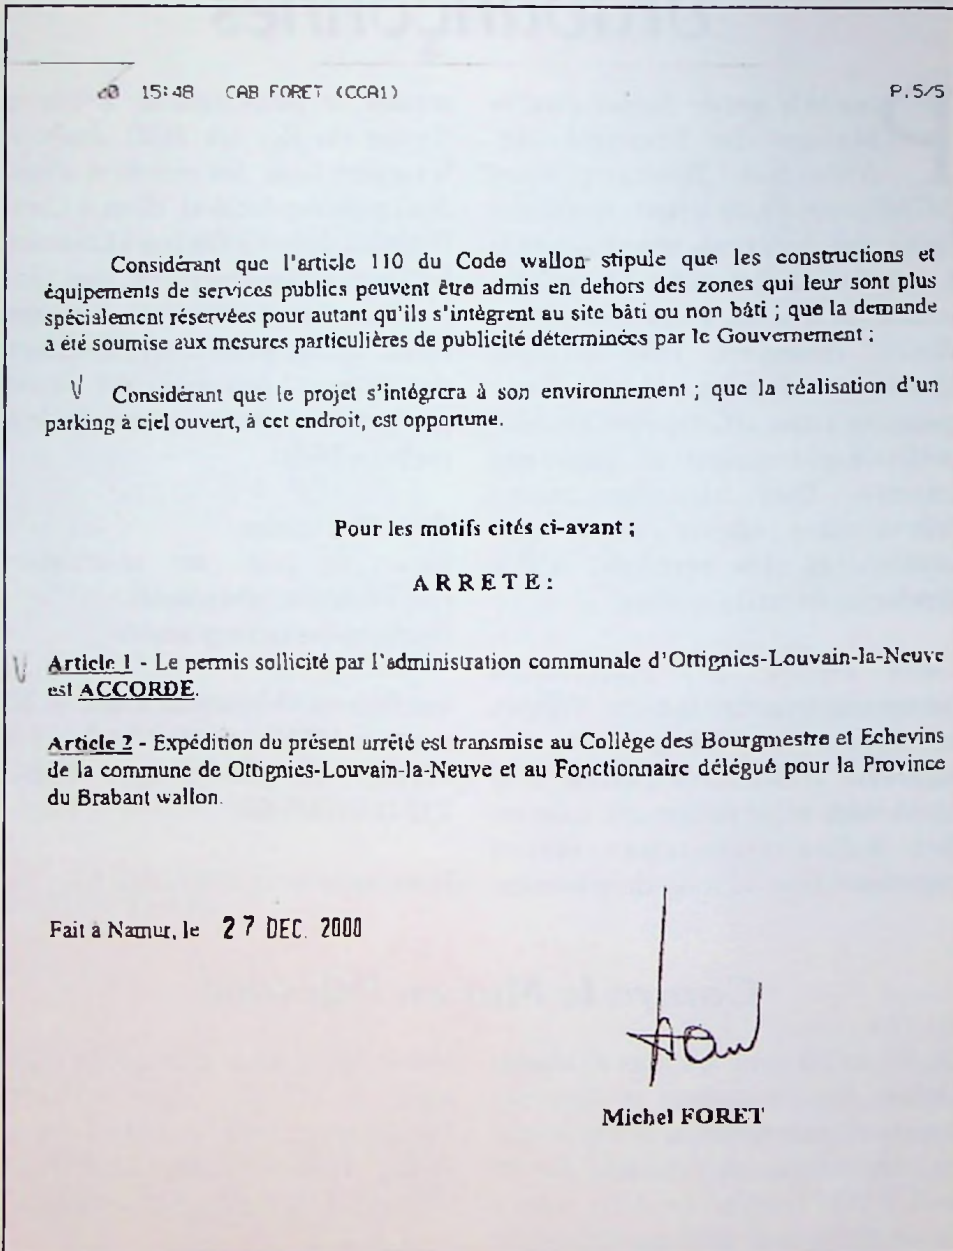 15:48 CAB FORET (CCA1) P.5/5
Considérant que l'article 110 du Code wallon stipule que les constructions et
équipements de services publics peuvent être admis en dehors des zones qui leur sont plus
spécialement réservées pour autant qu'ils s'intègrent au site bâti ou non bâti ; que la demande
a été soumise aux mesures particulières de publicité déterminées par le Gouvernement ;
Considérant que le projet s'intégrera à son environnement ; que la réalisation d'un
parking à ciel ouvert, à cet endroit, est opportune.
Pour les motifs cités ci-avant ;
ARRETE :
Article 1 - Le permis sollicité par l'administration communale d'Ottignies-Louvain-la-Neuve
est ACCORDE.
Article 2 - Expédition du présent arrêté est transmise au Collège des Bourgmestre et Echevins
de la commune de Ottignies-Louvain-la-Neuve et au Fonctionnaire délégué pour la Province
du Brabant wallon.
Fait à Namur, le 27 DEC. 2000
Michel FORET